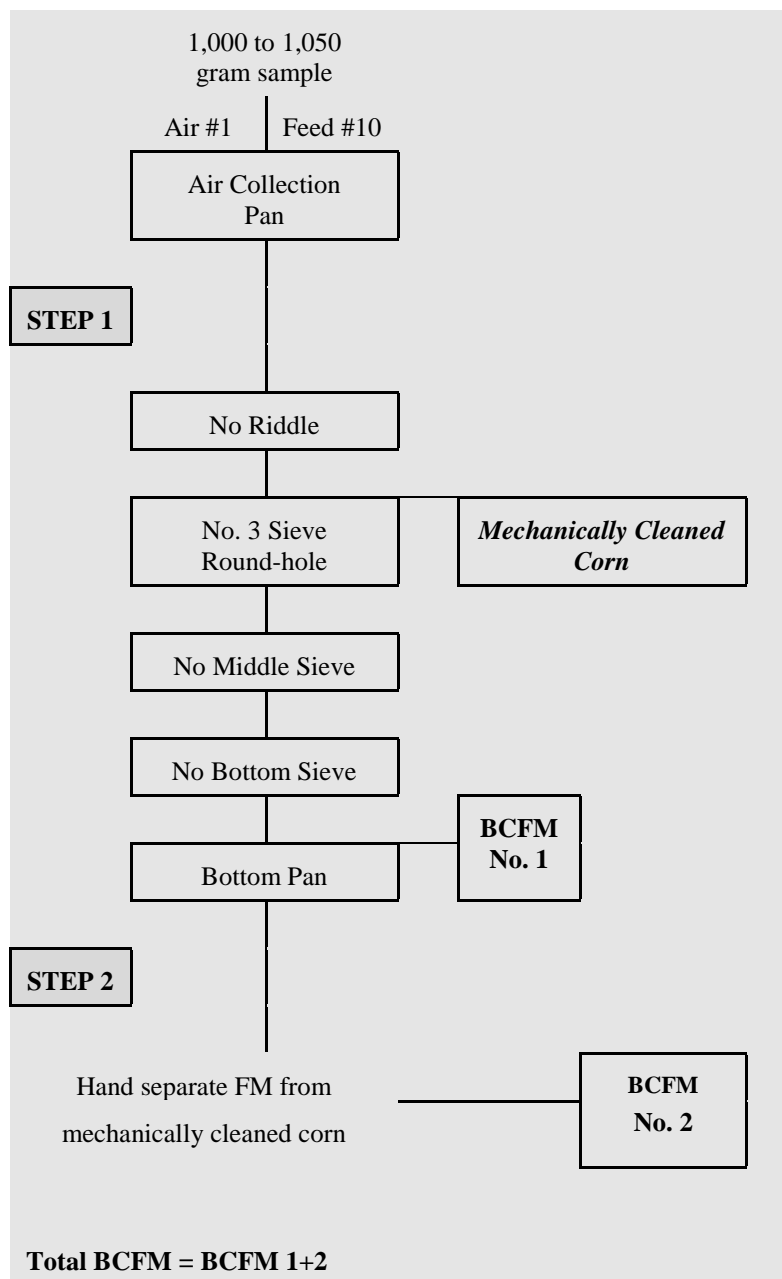 1,000 to 1,050
gram sample
Air #1 Feed #10
Air Collection
Pan
STEP 1
No Riddle
No. 3 Sieve
Round-hole
Mechanically Cleaned
Corn
No Middle Sieve
No Bottom Sieve
BCFM
No. 1
Bottom Pan
STEP 2
Hand separate FM from
mechanically cleaned corn
BCFM
No. 2
Total BCFM = BCFM 1+2